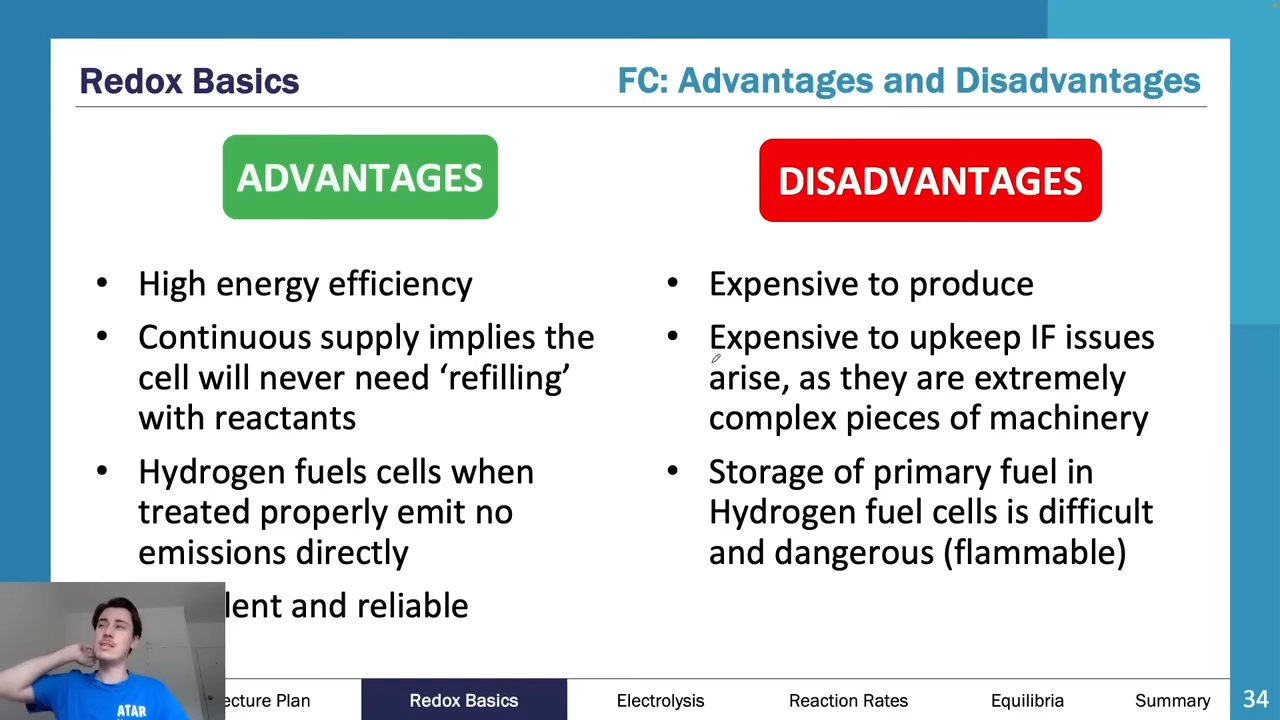 Redox Basics
FC: Advantages and Disadvantages
ADVANTAGES
• High energy efficiency
• Continuous supply implies the
cell will never need ‘refilling’
with reactants
• Hydrogen fuels cells when
treated properly emit no
emissions directly
and reliable
DISADVANTAGES
• Expensive to produce
• Expensive to upkeep IF issues
arise, as they are extremely
complex pieces of machinery
• Storage of primary fuel in
Hydrogen fuel cells is difficult
and dangerous (flammable)
ATAR
Plan
Redox Basics
Electrolysis
Reaction Rates
Equilibria
Summary
34